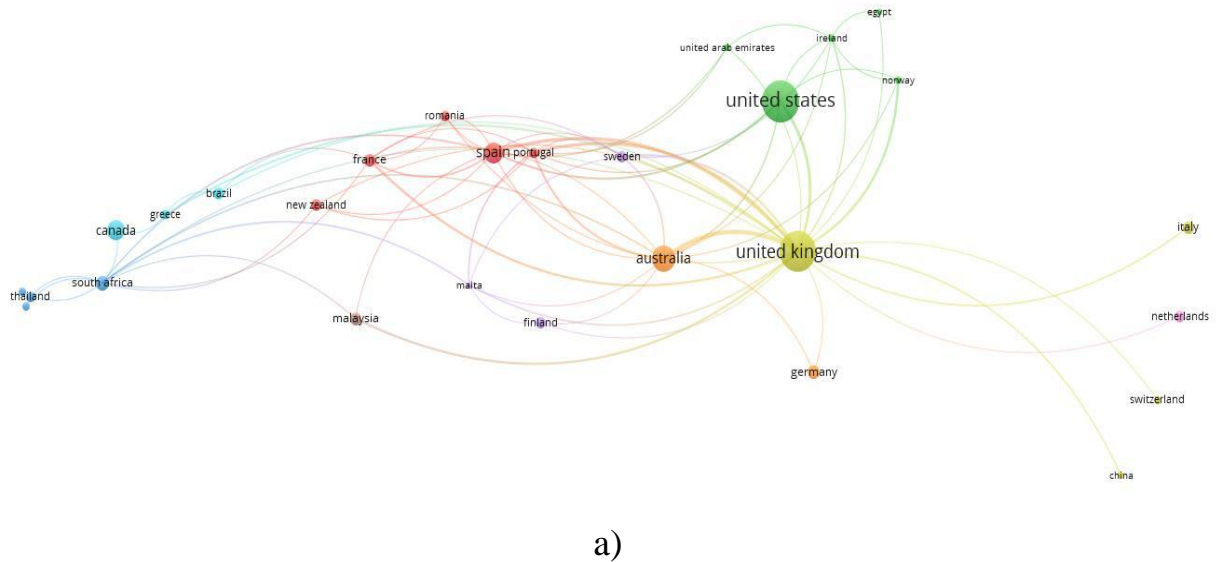 egypt
ireland
united arab emirates
norway
united states
romania
spain portugal
sweden
france
brazil
new zealand
greece
canada
italy
united kingdom
australia
south africa
malta
thailand
netherlands
malaysia
finland
germany
switzerland
china
a)